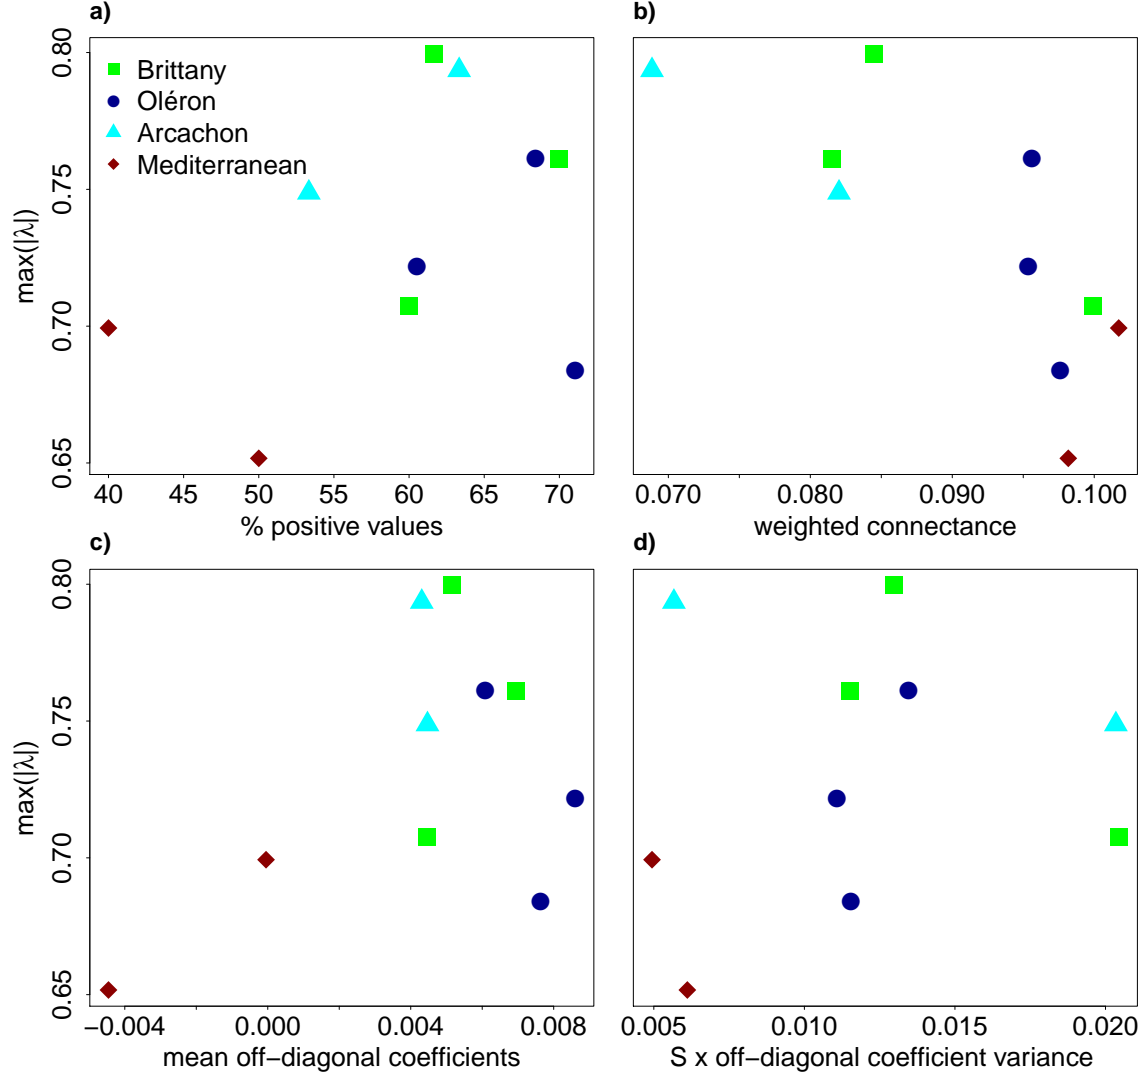 a)
b)
0.80
0.75
0.70
0.65
max(|λ|)
Brittany
Oléron
Arcachon
Mediterranean
40 45 50 55 60 65 70
% positive values
0.070 0.080 0.090 0.100
weighted connectance
c)
d)
0.80
0.75
0.70
0.65
max(|λ|)
−0.004 0.000 0.004 0.008
mean off−diagonal coefficients
0.005 0.010 0.015 0.020
S x off−diagonal coefficient variance